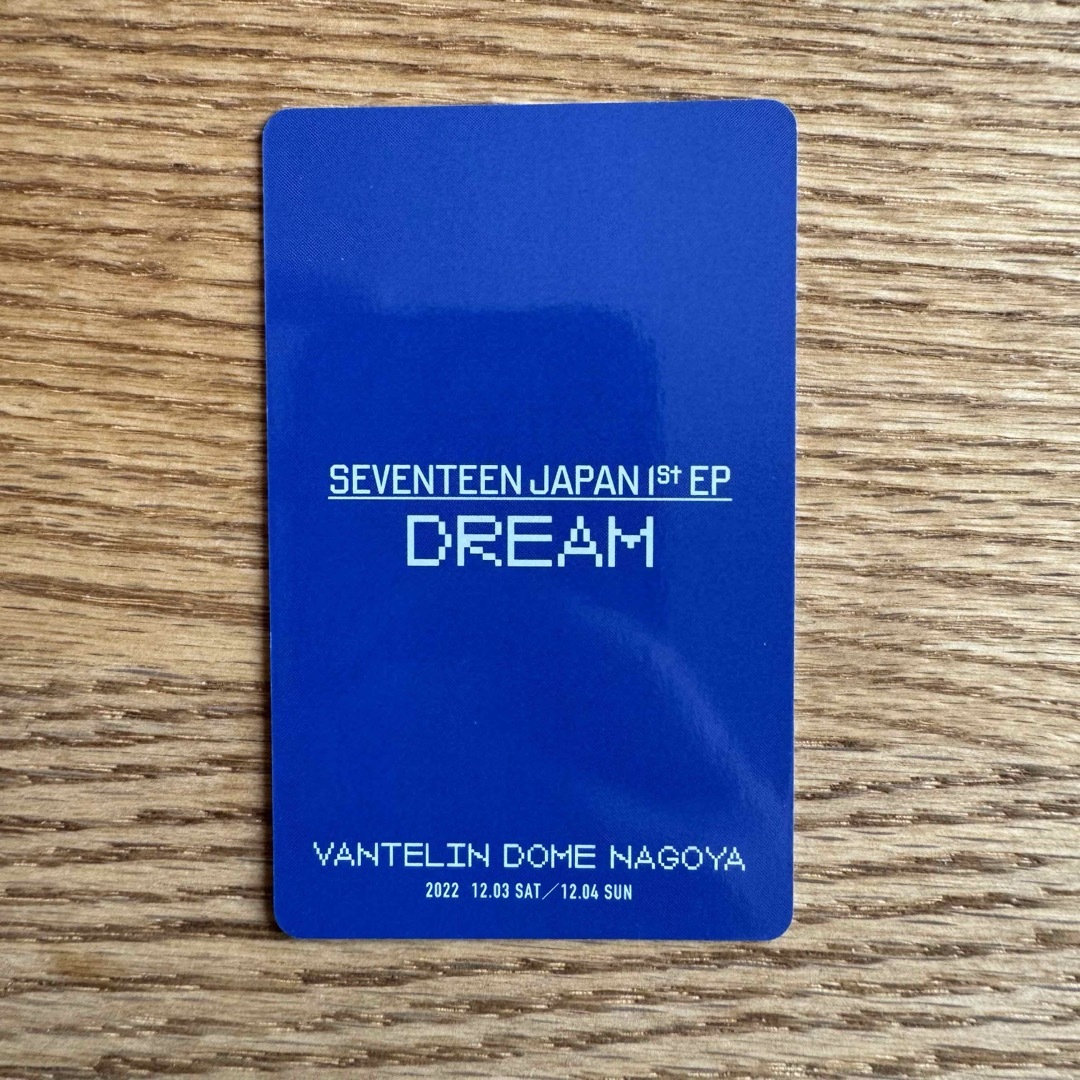 SEVENTEEN JAPAN 1st EP
DREAM
VANTELIN DOME NAGOYA
2022 12.03 SAT／12.04 SUN